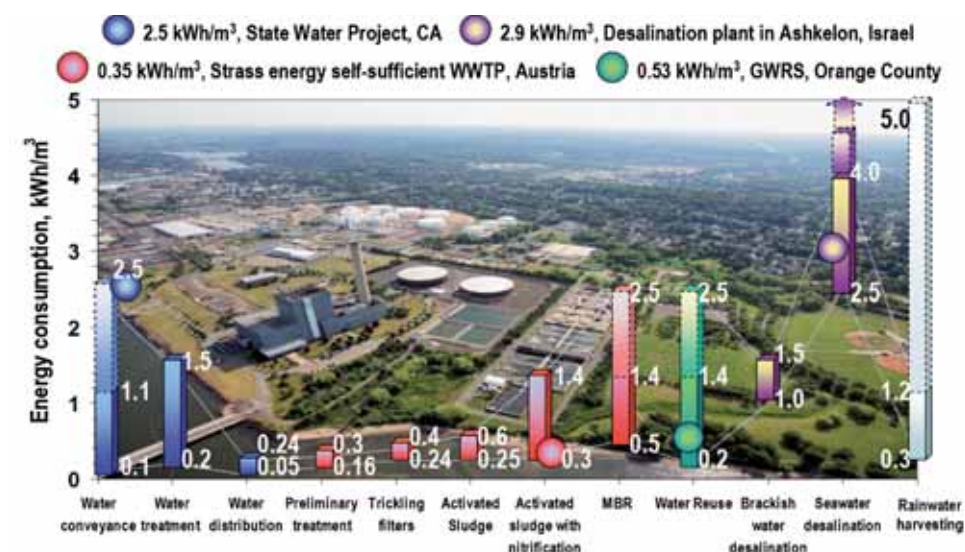 2.5 kWh/m³, State Water Project, CA 2.9 kWh/m³, Desalination plant in Ashkelon, Israel
0.35 kWh/m³, Strass energy self-sufficient WWTP, Austria 0.53 kWh/m³, GWRS, Orange County
Energy consumption, kWh/m³
5
4
3
2
1
0
2.5
1.1
0.1
1.5
0.2
0.24
0.05
0.3
0.16
0.4
0.24
0.6
0.25
1.4
0.3
2.5
1.4
0.5
2.5
1.4
0.2
1.5
1.0
4.0
2.5
5.0
1.2
0.3
Water
conveyance
Water
treatment
Water
distribution
Preliminary
treatment
Trickling
filters
Activated
Sludge
Activated
sludge with
nitrification
MBR
Water Reuse
Brackish
water
desalination
Seawater
desalination
Rainwater
harvesting